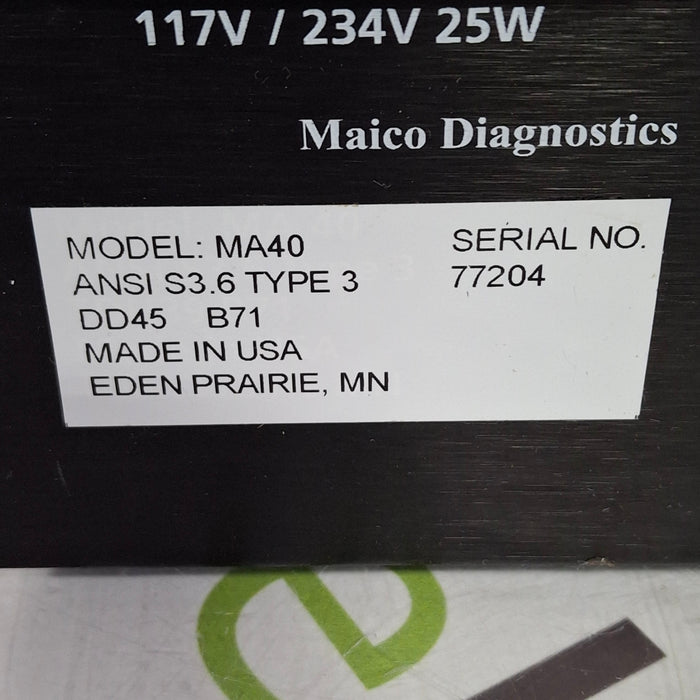 117V / 234V 25W
Maico Diagnostics
MODEL: MA40
SERIAL NO.
ANSI S3.6 TYPE 3
77204
DD45 B71
MADE IN USA
EDEN PRAIRIE, MN